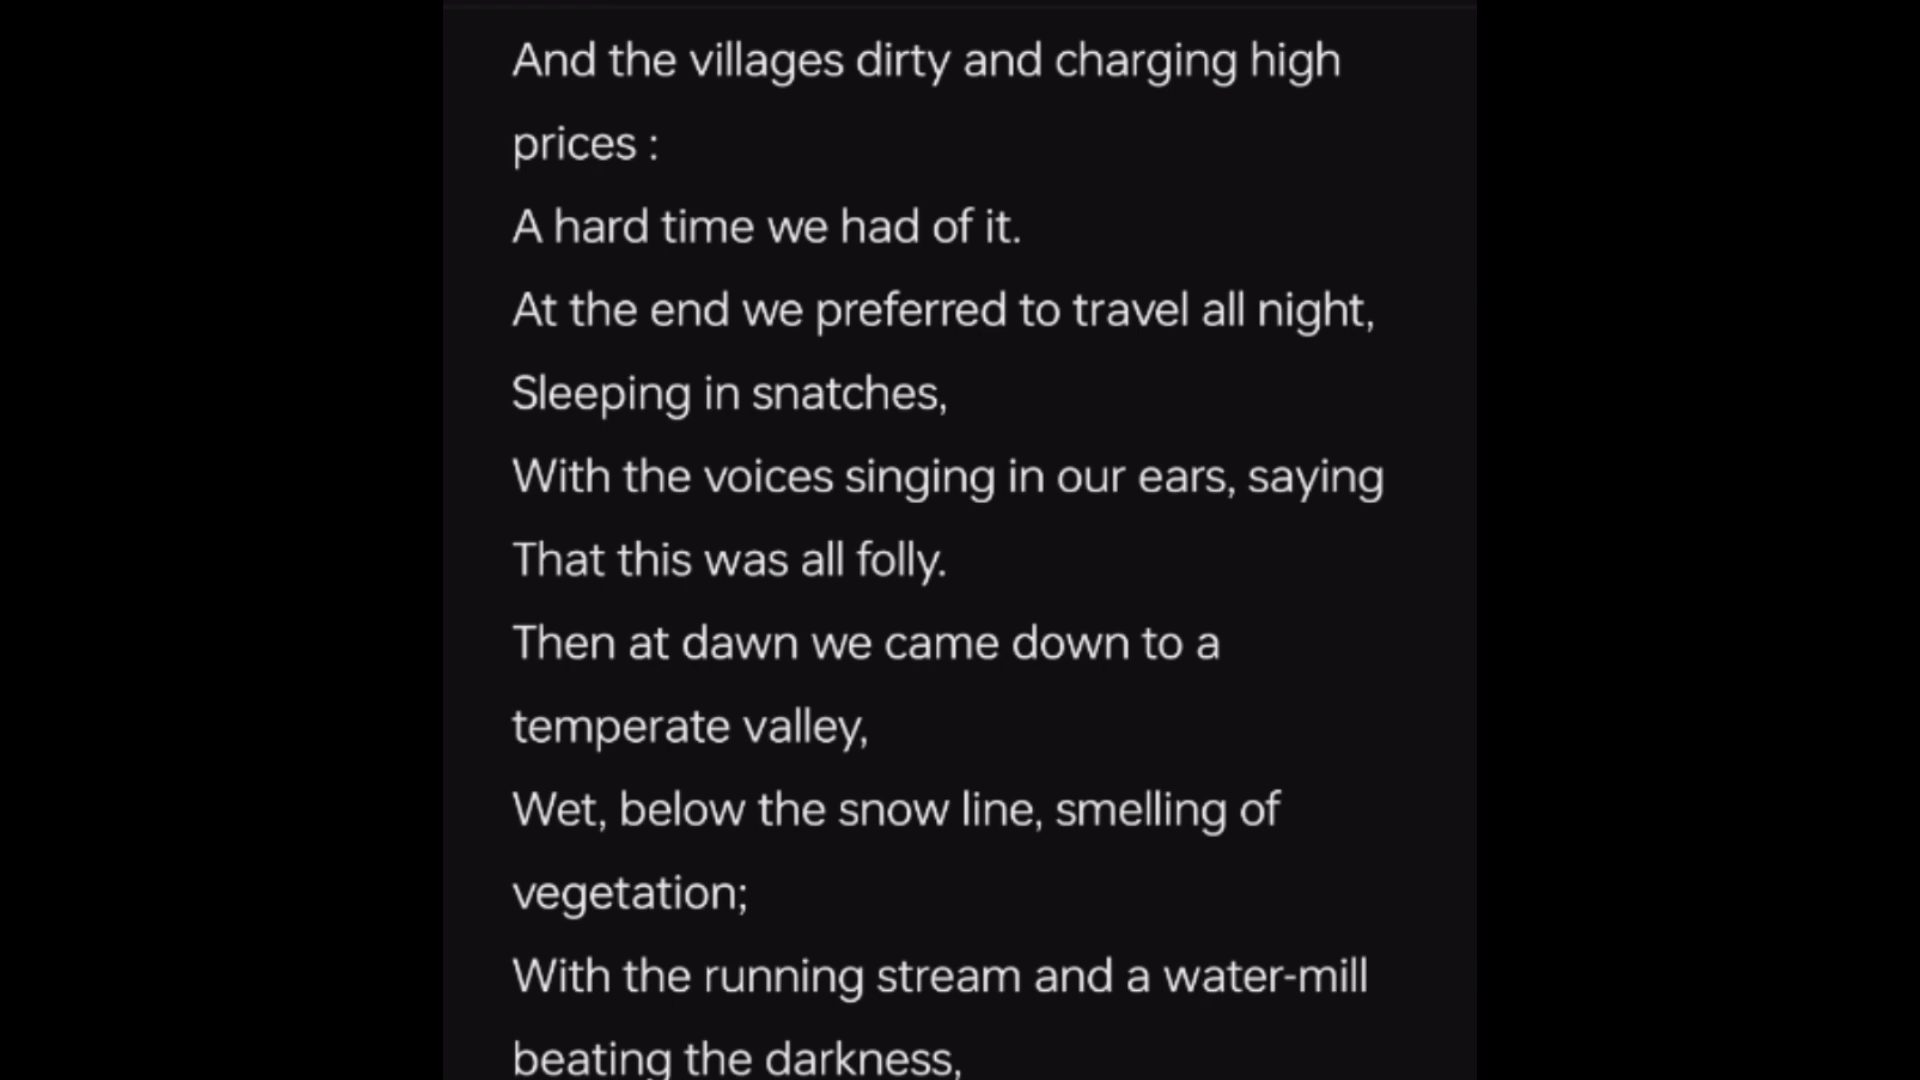 And the villages dirty and charging high
prices :
A hard time we had of it.
At the end we preferred to travel all night,
Sleeping in snatches,
With the voices singing in our ears, saying
That this was all folly.
Then at dawn we came down to a
temperate valley,
Wet, below the snow line, smelling of
vegetation;
With the running stream and a water-mill
beating the darkness,